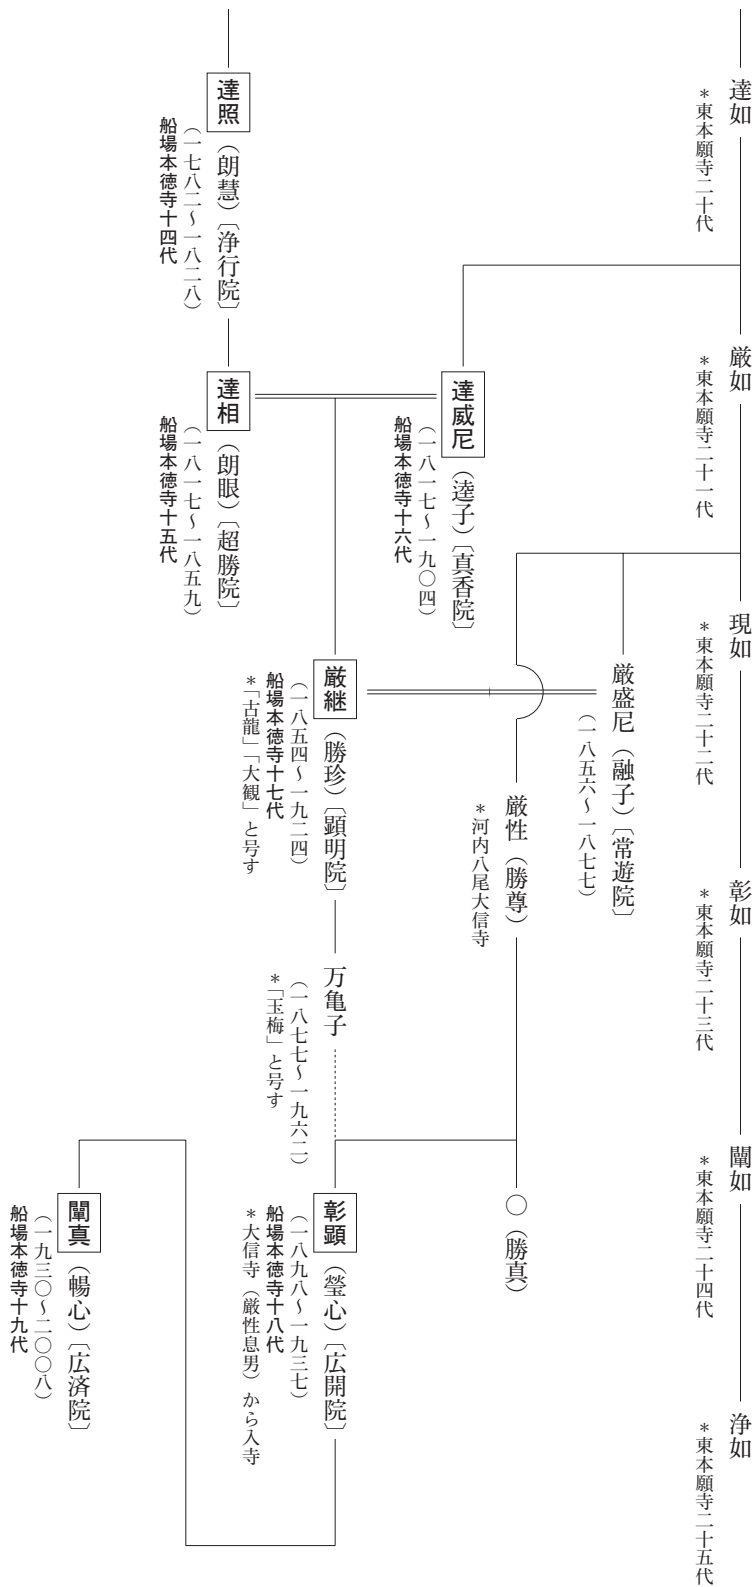 達如
＊東本願寺二十代
厳如
＊東本願寺二十一代
現如
＊東本願寺二十二代
彰如
＊東本願寺二十三代
闡如
＊東本願寺二十四代
浄如
＊東本願寺二十五代
厳盛尼（融子）〔常遊院〕
（一八五六～一八七七）
厳性（勝尊）
＊河内八尾大信寺
〇（勝真）
達威尼（逵子）〔真香院〕
（一八一七～一九〇四）
船場本徳寺十六代
厳継（勝珍）〔顕明院〕
（一八五四～一九二四）
船場本徳寺十七代
＊「古龍」「大観」と号す
万亀子
（一八七七～一九六二）
＊「玉梅」と号す
彰顕（瑩心）〔広開院〕
（一八九八～一九三七）
船場本徳寺十八代
＊大信寺（厳性息男）から入寺
達照（朗慧）〔浄行院〕
（一七八二～一八二八）
船場本徳寺十四代
達相（朗眼）〔超勝院〕
（一八一七～一八五九）
船場本徳寺十五代
闡真（暢心）〔広済院〕
（一九三〇～二〇〇八）
船場本徳寺十九代